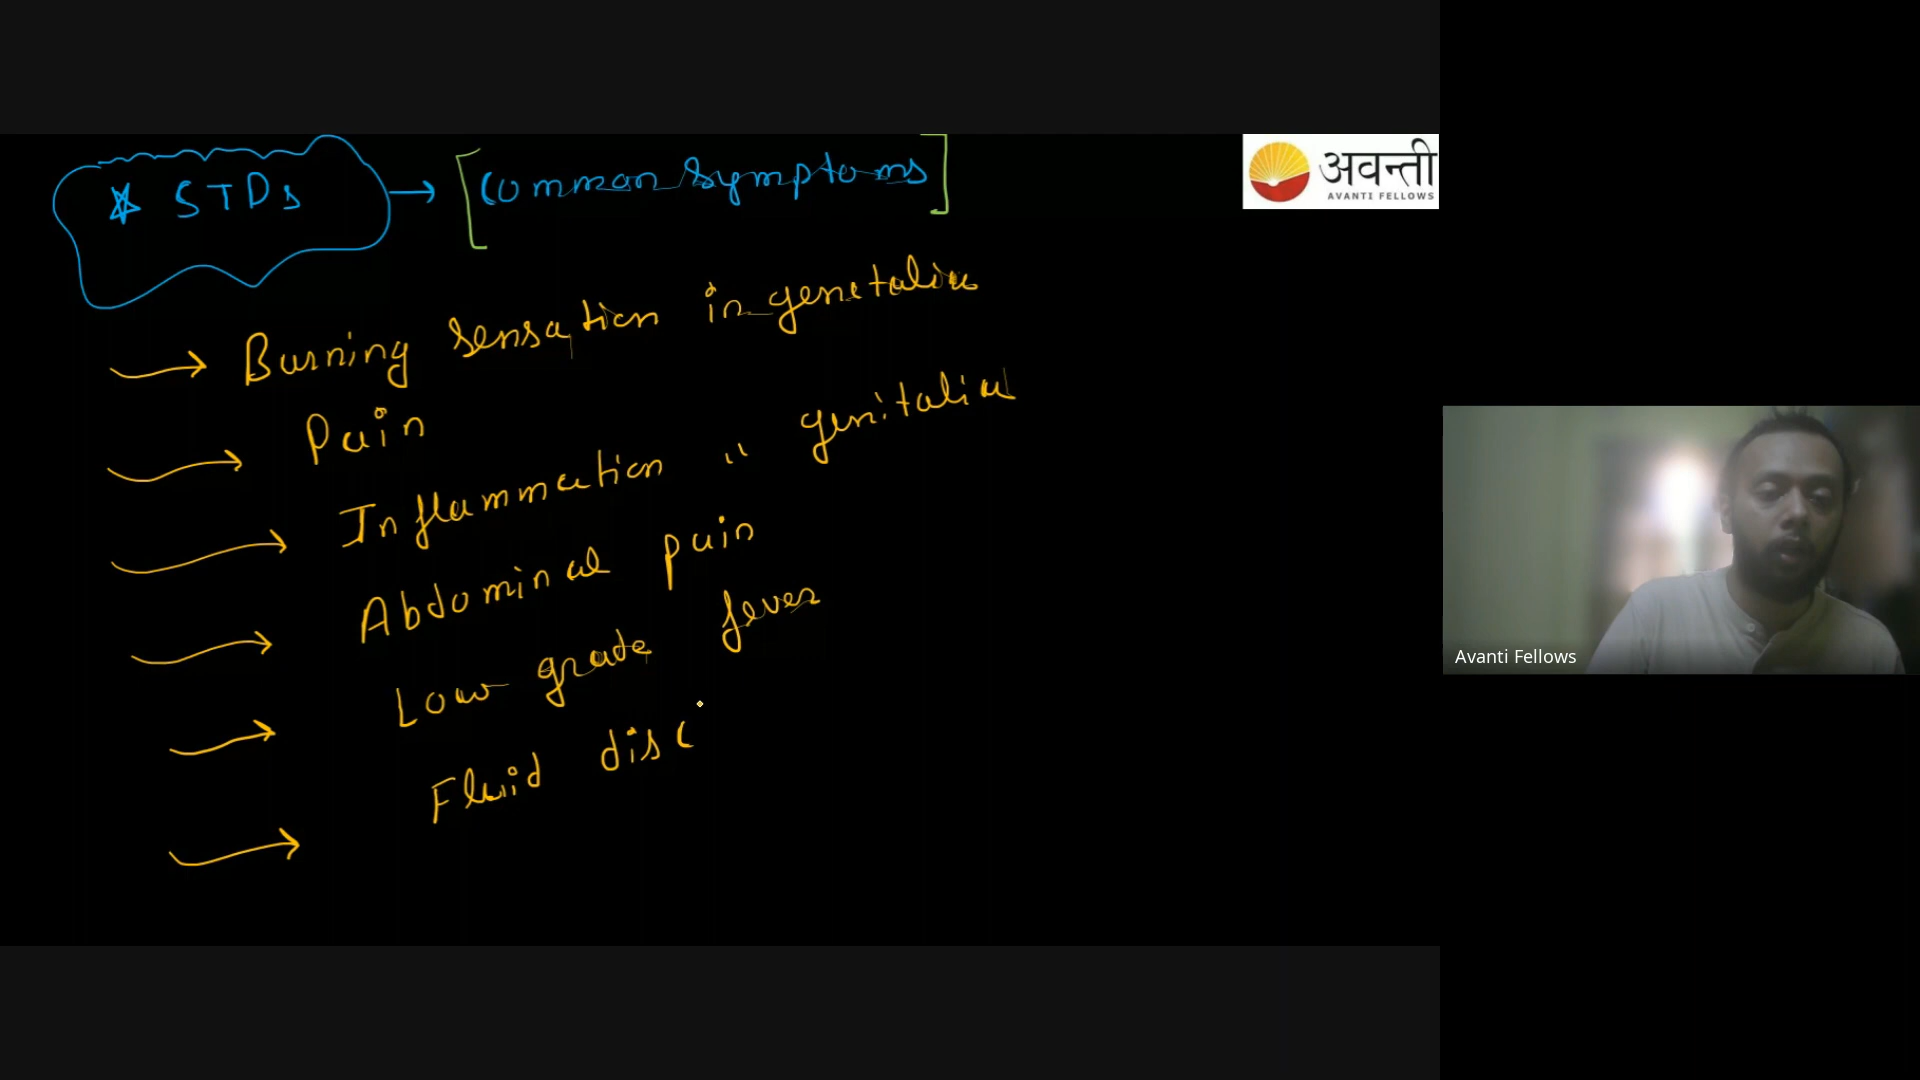 * STDs → [Common Symptoms]
अवन्ती
AVANTI FELLOWS
→ Burning sensation in genetalia
→ Pain
→ Inflammation " genitalia
→ Abdominal pain
→ Low grade fever
→ Fluid disc
Avanti Fellows